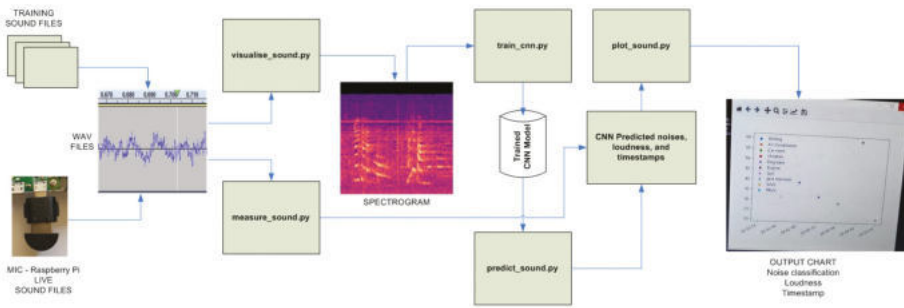 TRAINING
SOUND FILES
visualise_sound.py
train_cnn.py
plot_sound.py
WAV
FILES
SPECTROGRAM
Trained
CNN Model
CNN Predicted noises,
loudness, and
timestamps
measure_sound.py
predict_sound.py
MIC - Raspberry Pi
LIVE
SOUND FILES
OUTPUT CHART
Noise classification
Loudness
Timestamp